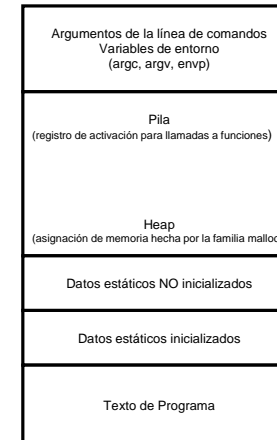 Argumentos de la línea de comandos
Variables de entorno
(argc, argv, envp)
Pila
(registro de activación para llamadas a funciones)
Heap
(asignación de memoria hecha por la familia malloc
Datos estáticos NO inicializados
Datos estáticos inicializados
Texto de Programa